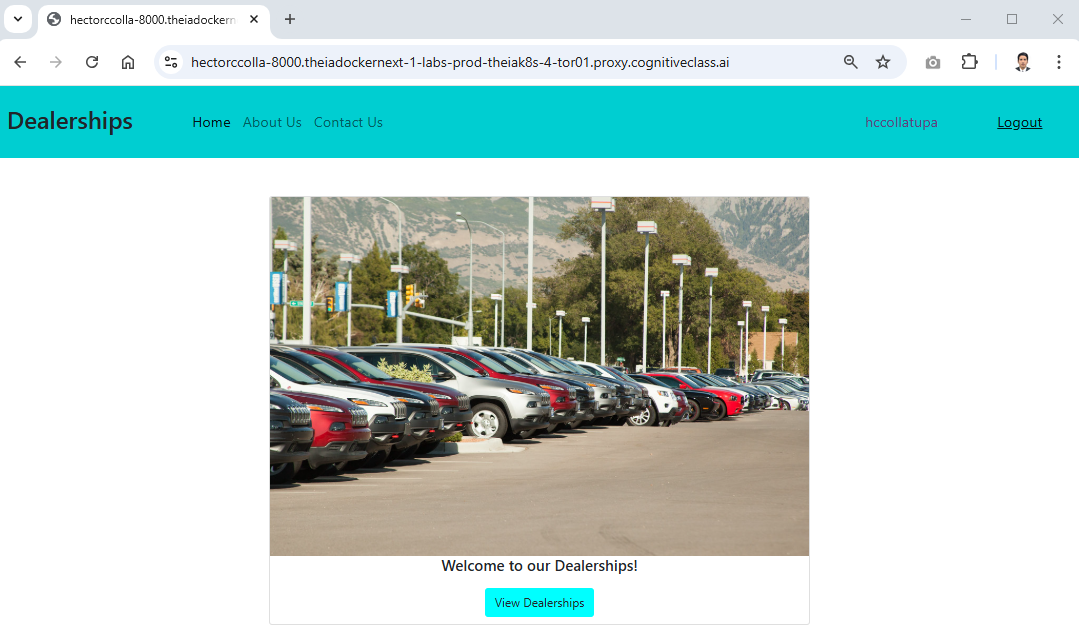 hectorccolla-8000.theiadockern
hectorccolla-8000.theiadockernext-1-labs-prod-theiak8s-4-tor01.proxy.cognitiveclass.ai
Dealerships Home About Us Contact Us hccollatupa Logout
Welcome to our Dealerships!
View Dealerships